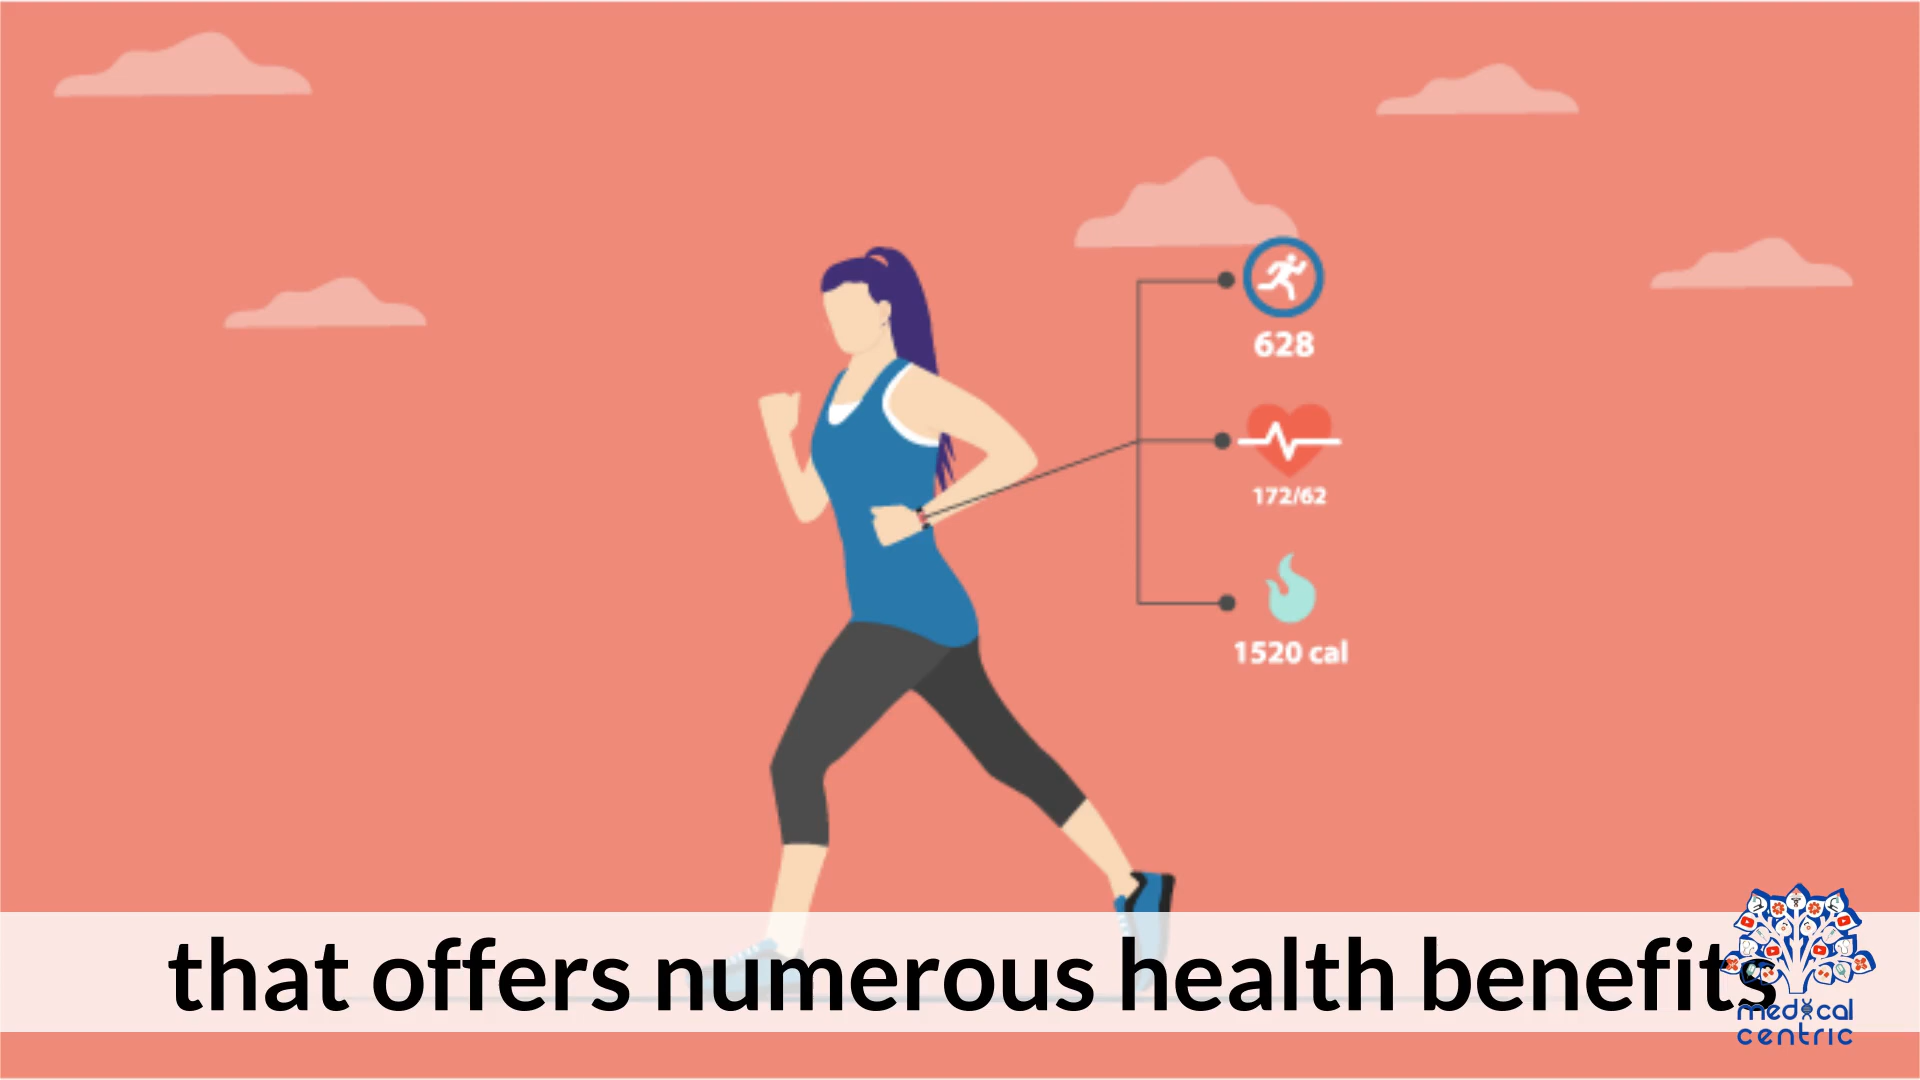 628
172/62
1520 cal
that offers numerous health benefits
medical
centric